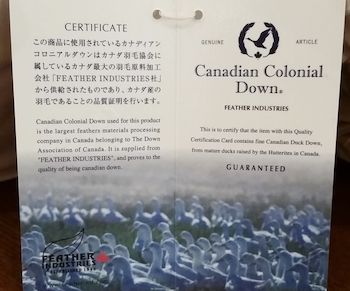 CERTIFICATE
この商品に使用されているカナディアン
コロニアルダウンはカナダ羽毛協会に
属しているカナダ最大の羽毛原料加工
会社「FEATHER INDUSTRIES社」
から供給されたものであり、カナダ産の
羽毛であることの品質証明を行います。
Canadian Colonial Down used for this product
is the largest feathers materials processing
company in Canada belonging to The Down
Association of Canada. It is supplied from
"FEATHER INDUSTRIES", and proves to the
quality of being canadian down.
FEATHER
INDUSTRIES
GENUINE
ARTICLE
Canadian Colonial
Down®
FEATHER INDUSTRIES
This is to certify that the item with this Quality
Certification Card contains fine Canadian Duck Down,
from mature ducks raised by the Hutterites in Canada.
GUARANTEED